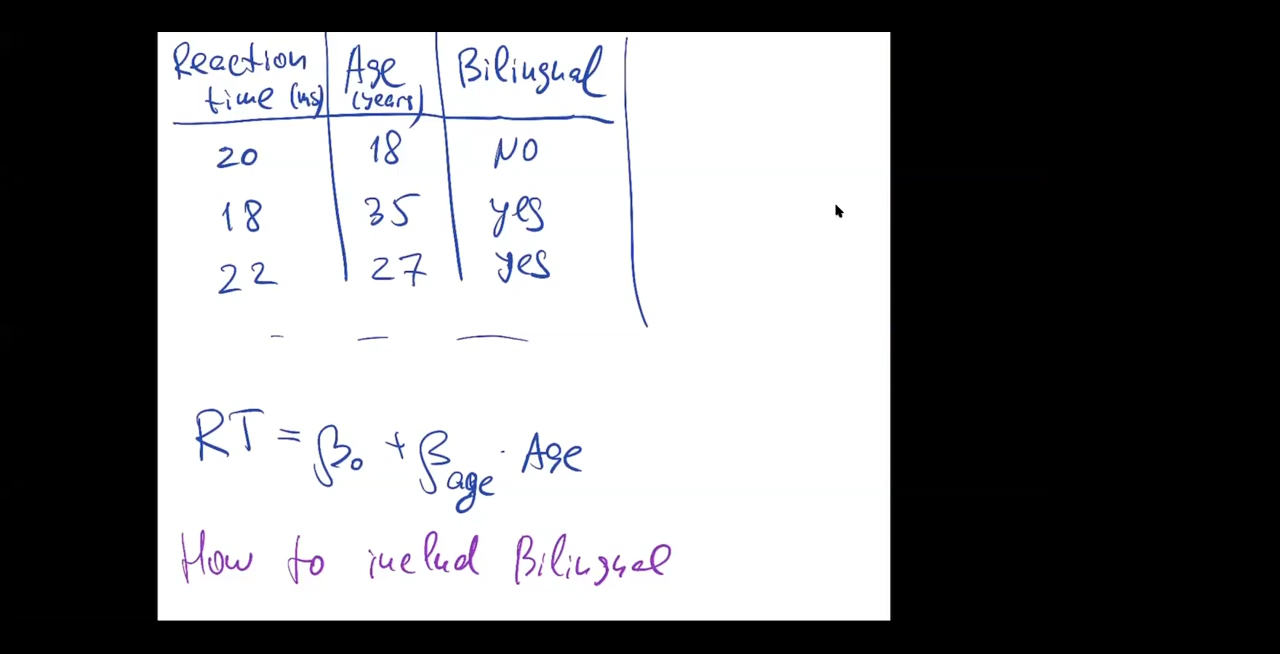 Reaction time (ms) Age (years) Bilingual
20 18 NO
18 35 yes
22 27 yes
RT = β₀ + β_age · Age
How to includ Bilingual